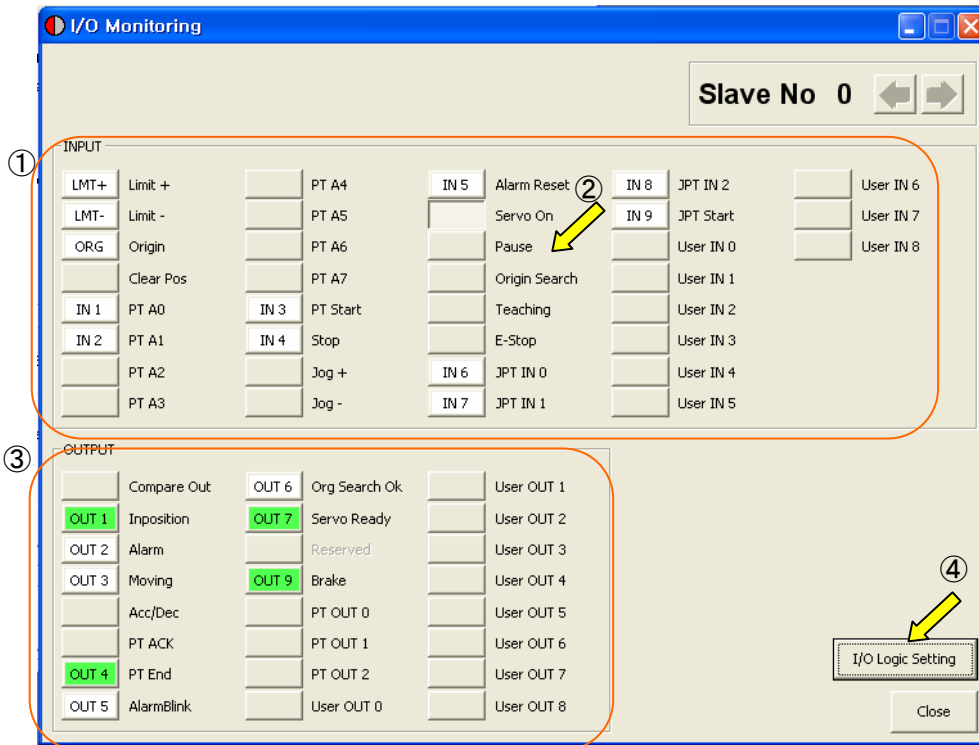 I/O Monitoring
Slave No 0
①
INPUT
LMT+ Limit + PT A4 IN 5 Alarm Reset IN 8 JPT IN 2 User IN 6
②
LMT- Limit - PT A5 Servo On IN 9 JPT Start User IN 7
ORG Origin PT A6 Pause User IN 0 User IN 8
Clear Pos PT A7 Origin Search User IN 1
IN 1 PT A0 IN 3 PT Start Teaching User IN 2
IN 2 PT A1 IN 4 Stop E-Stop User IN 3
PT A2 Jog + IN 6 JPT IN 0 User IN 4
PT A3 Jog - IN 7 JPT IN 1 User IN 5
③
OUTPUT
Compare Out OUT 6 Org Search Ok User OUT 1
OUT 1 Inposition OUT 7 Servo Ready User OUT 2
OUT 2 Alarm Reserved User OUT 3
OUT 3 Moving OUT 9 Brake User OUT 4
④
Acc/Dec PT OUT 0 User OUT 5
PT ACK PT OUT 1 User OUT 6
I/O Logic Setting
OUT 4 PT End PT OUT 2 User OUT 7
OUT 5 AlarmBlink User OUT 0 User OUT 8
Close